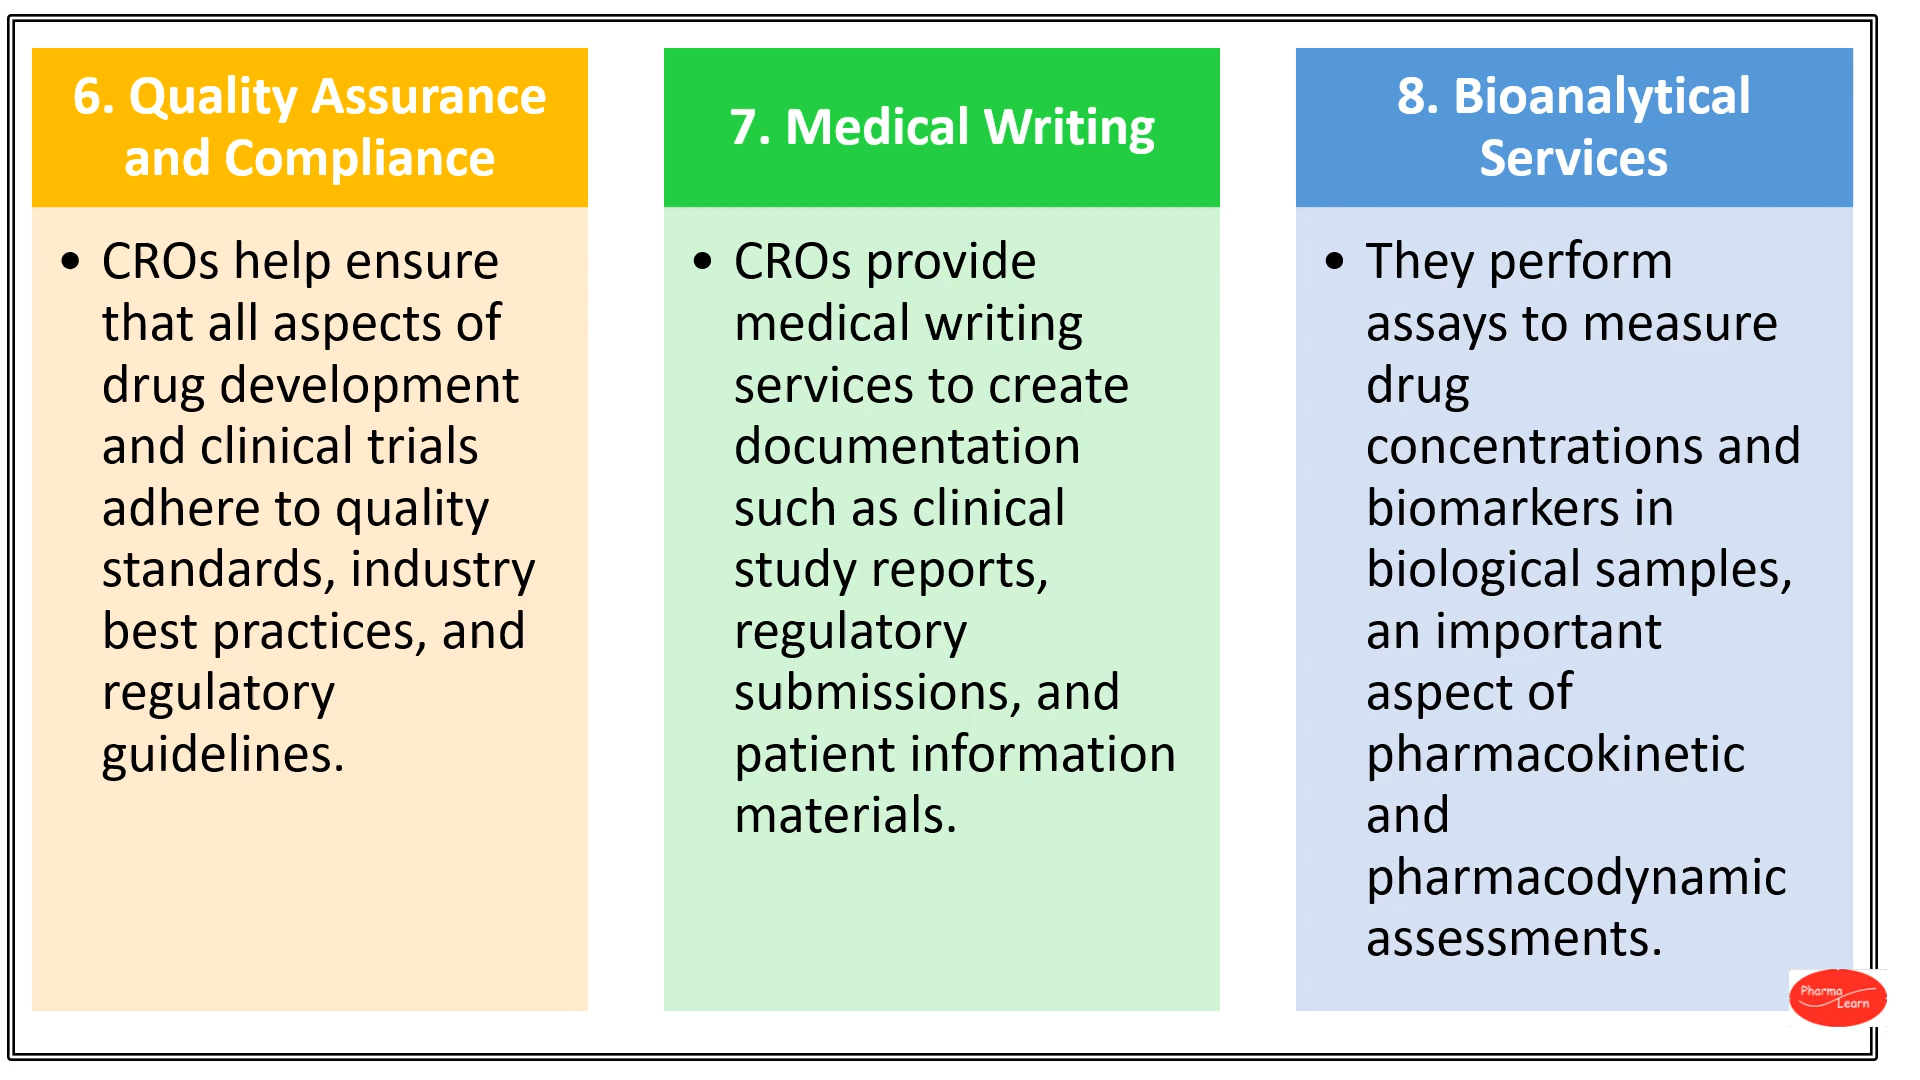 6. Quality Assurance
and Compliance
• CROs help ensure
that all aspects of
drug development
and clinical trials
adhere to quality
standards, industry
best practices, and
regulatory
guidelines.
7. Medical Writing
• CROs provide
medical writing
services to create
documentation
such as clinical
study reports,
regulatory
submissions, and
patient information
materials.
8. Bioanalytical
Services
• They perform
assays to measure
drug
concentrations and
biomarkers in
biological samples,
an important
aspect of
pharmacokinetic
and
pharmacodynamic
assessments.
Pharma
Learn